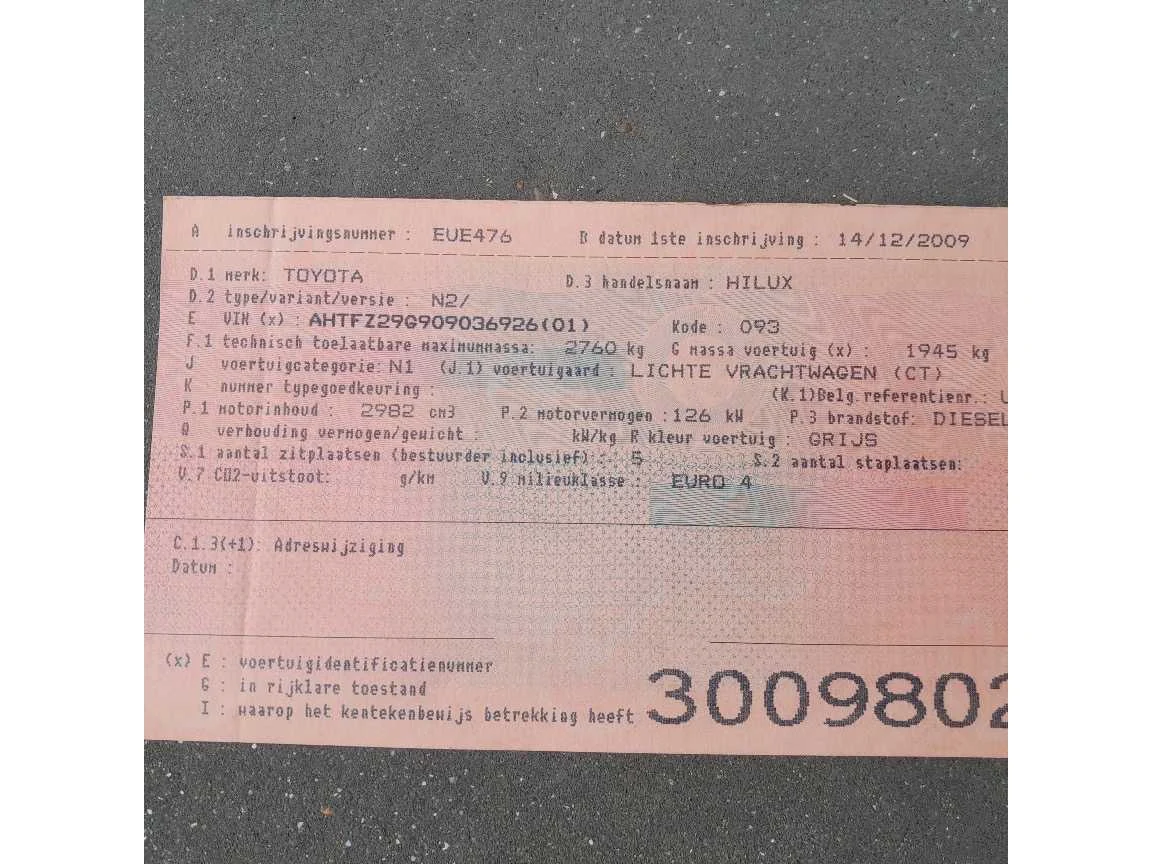 A inschrijvingsnummer : EUE476 B datum 1ste inschrijving : 14/12/2009
D.1 merk: TOYOTA D.3 handelsnaam : HILUX
D.2 type/variant/versie : N2/
E VIN (x) : AHTFZ29G909036926(01) Kode : 093
F.1 technisch toelaatbare maximummassa: 2760 kg G massa voertuig (x) : 1945 kg
J voertuigcategorie: N1 (J.1) voertuigaard : LICHTE VRACHTWAGEN (CT)
K nummer typegoedkeuring : (K.1)Belg.referentienr.:
P.1 motorinhoud : 2982 cm3 P.2 motorvermogen : 126 kW P.3 brandstof: DIESEL
Q verhouding vermogen/gewicht : kW/kg R kleur voertuig : GRIJS
S.1 aantal zitplaatsen (bestuurder inclusief) : 5 S.2 aantal staplaatsen:
V.7 CO2-uitstoot: g/km V.9 milieuklasse : EURO 4
C.1.3(+1): Adreswijziging
Datum :
(x) E : voertuigidentificatienummer
G : in rijklare toestand
I : waarop het kentekenbewijs betrekking heeft 3009802